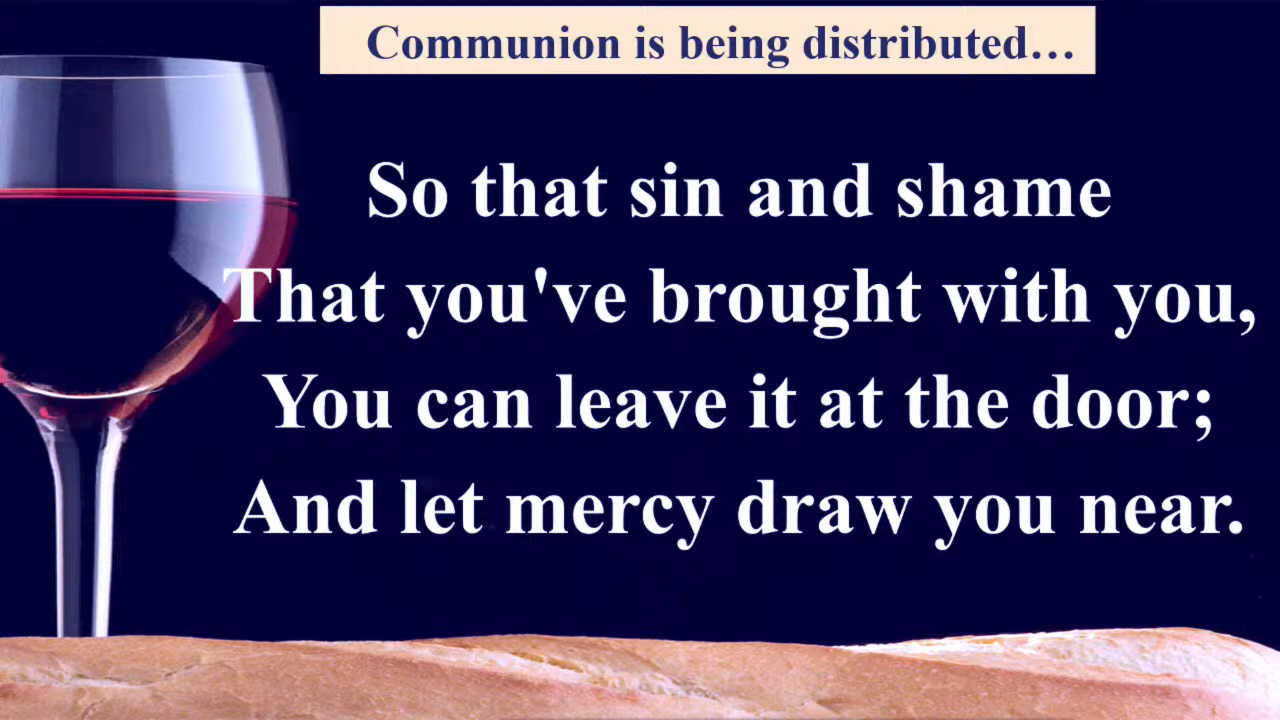 Communion is being distributed…
So that sin and shame
That you've brought with you,
You can leave it at the door;
And let mercy draw you near.